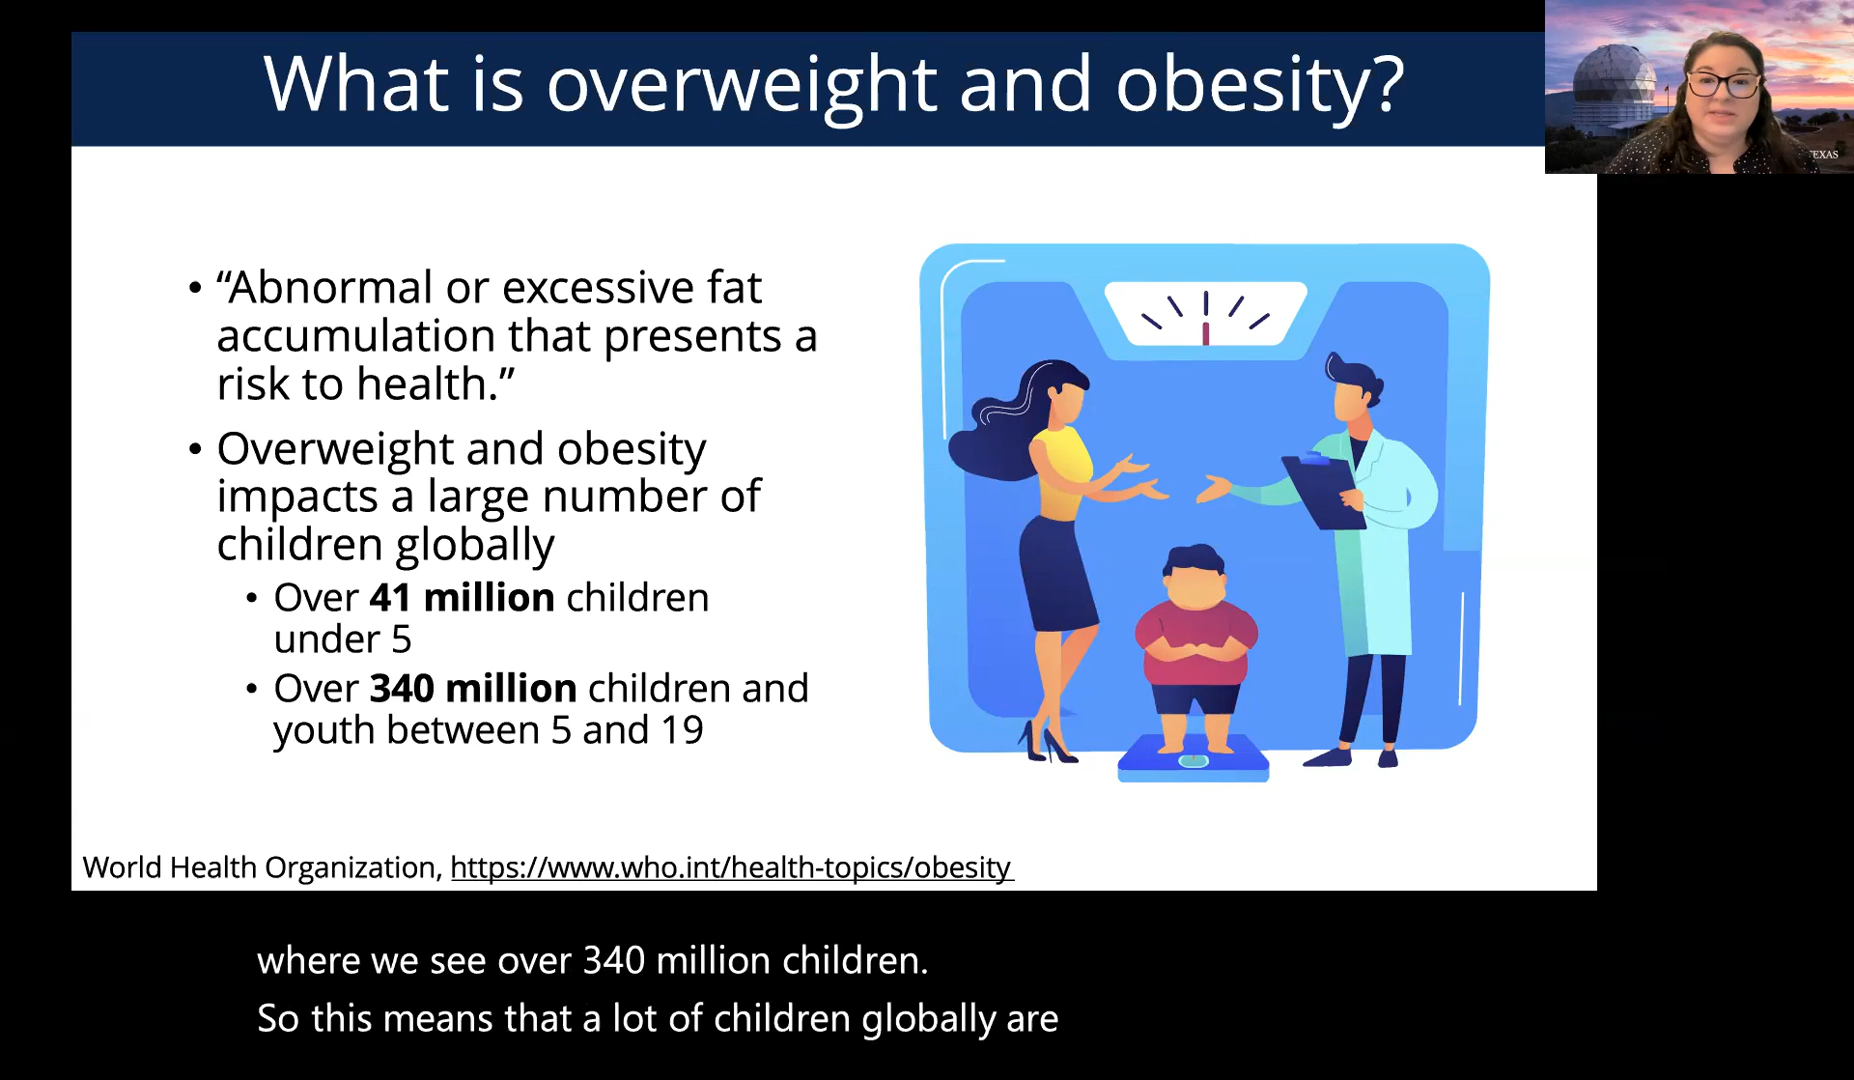 What is overweight and obesity?
• “Abnormal or excessive fat
accumulation that presents a
risk to health.”
• Overweight and obesity
impacts a large number of
children globally
• Over 41 million children
under 5
• Over 340 million children and
youth between 5 and 19
World Health Organization, https://www.who.int/health-topics/obesity
TEXAS
where we see over 340 million children.
So this means that a lot of children globally are